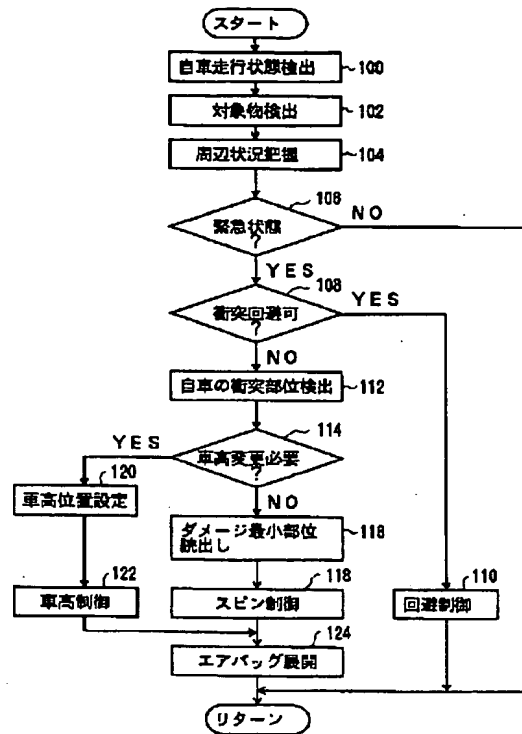 スタート
自車走行状態検出
100
対象物検出
102
周辺状況把握
104
106
緊急状態
?
NO
YES
108
衝突回避可
?
YES
NO
自車の衝突部位検出
112
114
車高変更必要
?
YES
NO
120
車高位置設定
ダメージ最小部位
読出し
116
122
車高制御
118
スピン制御
110
回避制御
124
エアバッグ展開
リターン